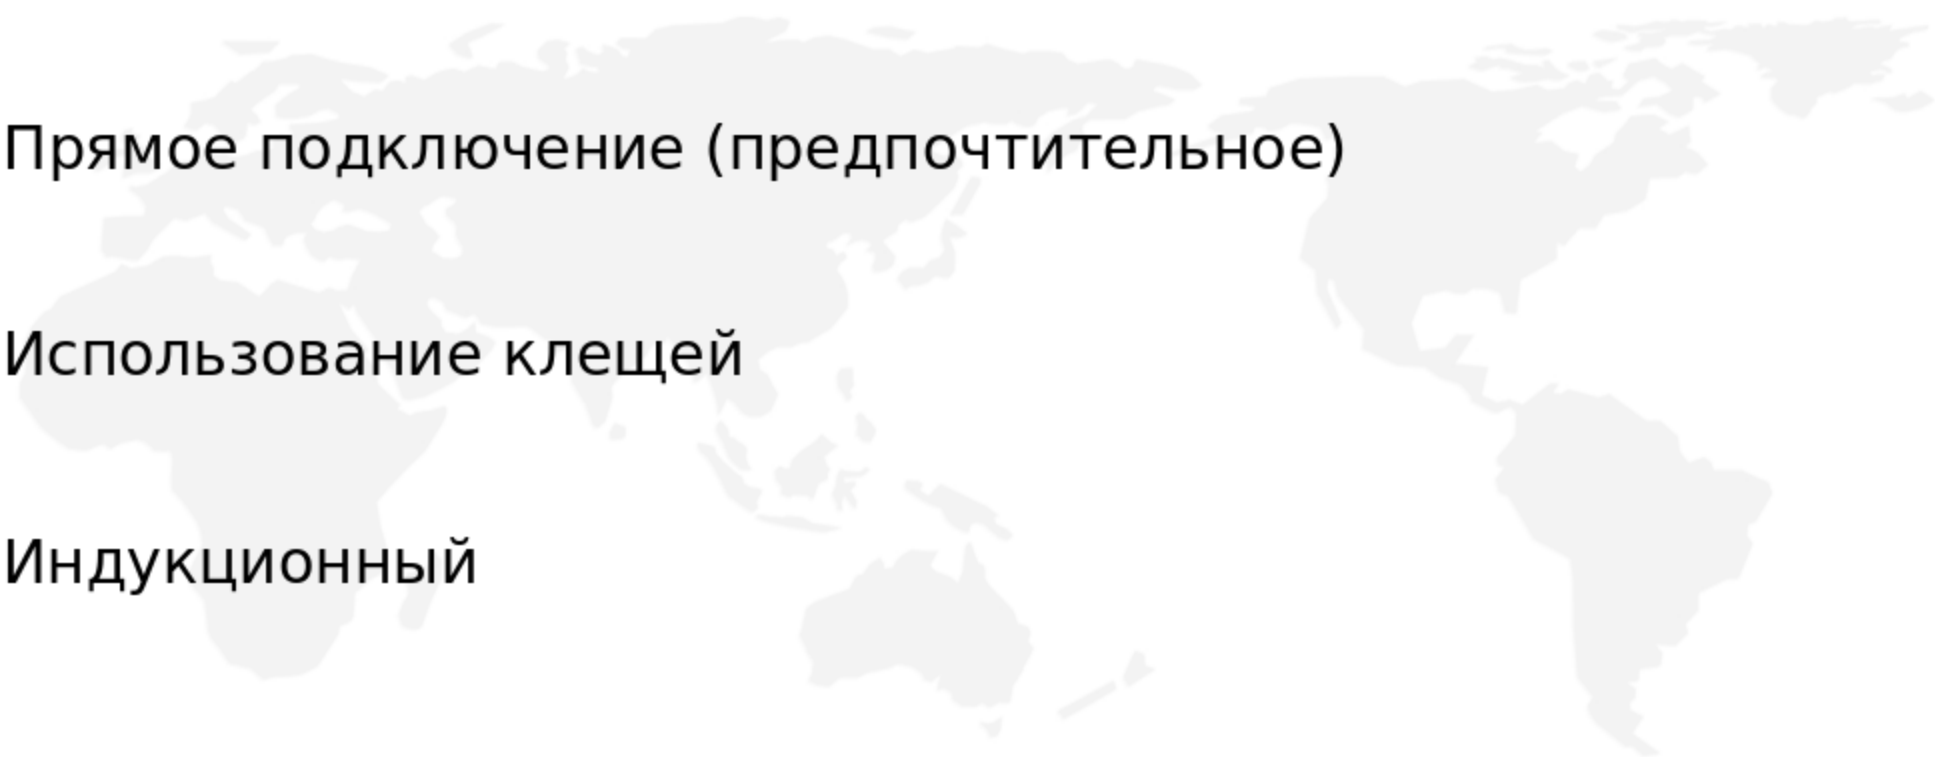 Прямое подключение (предпочтительное)
Использование клещей
Индукционный